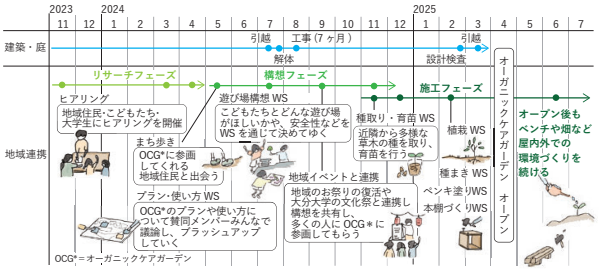 2023 2024 2025
11 12 1 2 3 4 5 6 7 8 9 10 11 12 1 2 3 4 5 6 7
建築・庭
引越
工事(7ヶ月)
解体
引越
設計検査
地域連携
リサーチフェーズ
構想フェーズ
施工フェーズ
ヒアリング
地域住民・こどもたち・
大学生にヒアリングを開催
まち歩き
OCG*に参画
してくれる
地域住民と出会う
プラン・使い方 WS
OCG*のプランや使い方に
ついて賛同メンバーみんなで
議論し、ブラッシュアップ
していく
遊び場構想 WS
こどもたちとどんな遊び場
がほしいかや、安全性などを
WS を通じて決めてゆく
地域イベントと連携
地域のお祭りの復活や
大分大学の文化祭と連携し
構想を共有し、
多くの人に OCG＊に
参画してもらう
種取り・育苗 WS
近隣から多様な
草木の種を取り、
育苗を行う
植栽 WS
種まき WS
ペンキ塗りWS
本棚づくりWS
オーガニックケアガーデン オープン
オープン後も
ベンチや畑など
屋内外での
環境づくりを
続ける
OCG*＝オーガニックケアガーデン